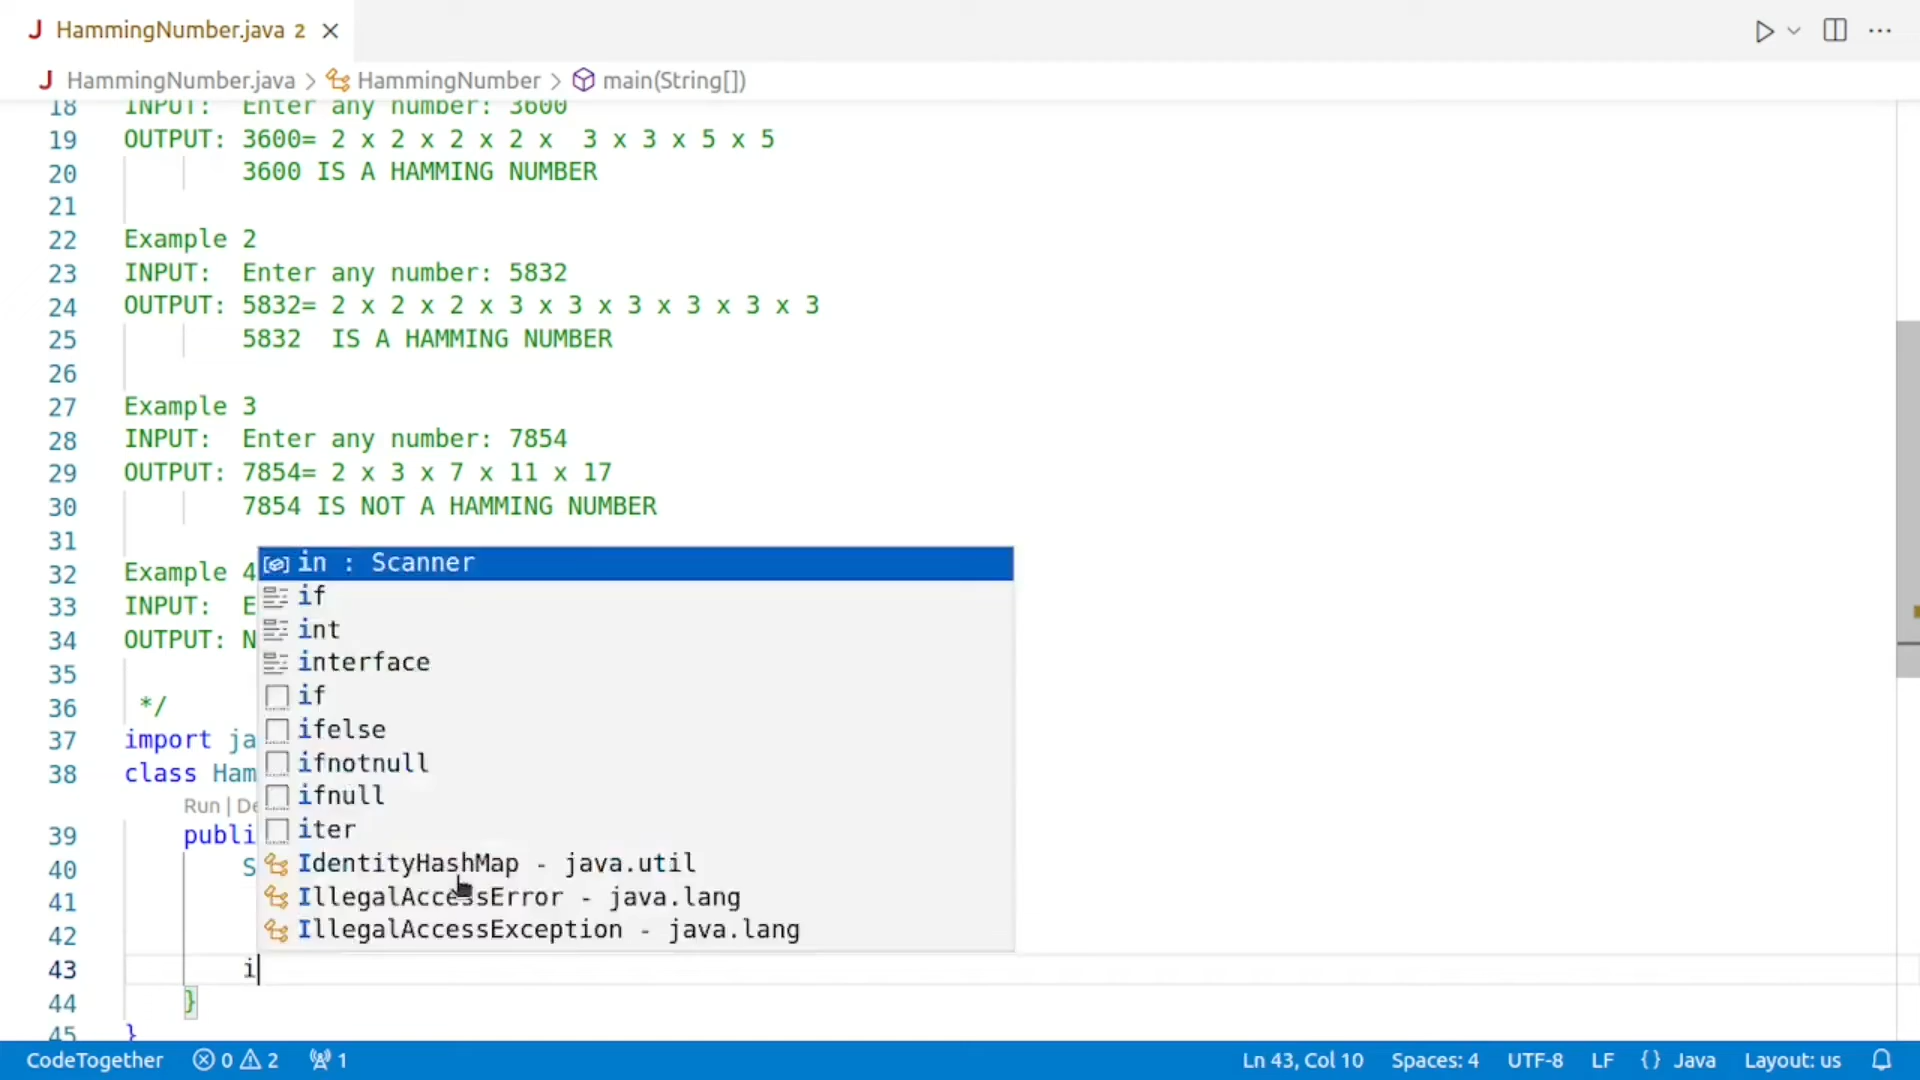 J HammingNumber.java 2
J HammingNumber.java > HammingNumber > main(String[])
18 INPUT: Enter any number: 3600
19 OUTPUT: 3600= 2 x 2 x 2 x 2 x  3 x 3 x 5 x 5
20 3600 IS A HAMMING NUMBER
21
22 Example 2
23 INPUT:  Enter any number: 5832
24 OUTPUT: 5832= 2 x 2 x 2 x 3 x 3 x 3 x 3 x 3 x 3
25 5832  IS A HAMMING NUMBER
26
27 Example 3
28 INPUT:  Enter any number: 7854
29 OUTPUT: 7854= 2 x 3 x 7 x 11 x 17
30 7854 IS NOT A HAMMING NUMBER
31
in : Scanner
32 Example 4
if
33 INPUT:  E
int
34 OUTPUT: N
interface
35
if
36 */
ifelse
37 import ja
ifnotnull
38 class Ham
ifnull
Run | De
iter
39 publi
IdentityHashMap - java.util
40 S
IllegalAccessError - java.lang
41
IllegalAccessException - java.lang
42
43 i
44 }
45 }
CodeTogether 0 2 1 Ln 43, Col 10 Spaces: 4 UTF-8 LF {} Java Layout: us